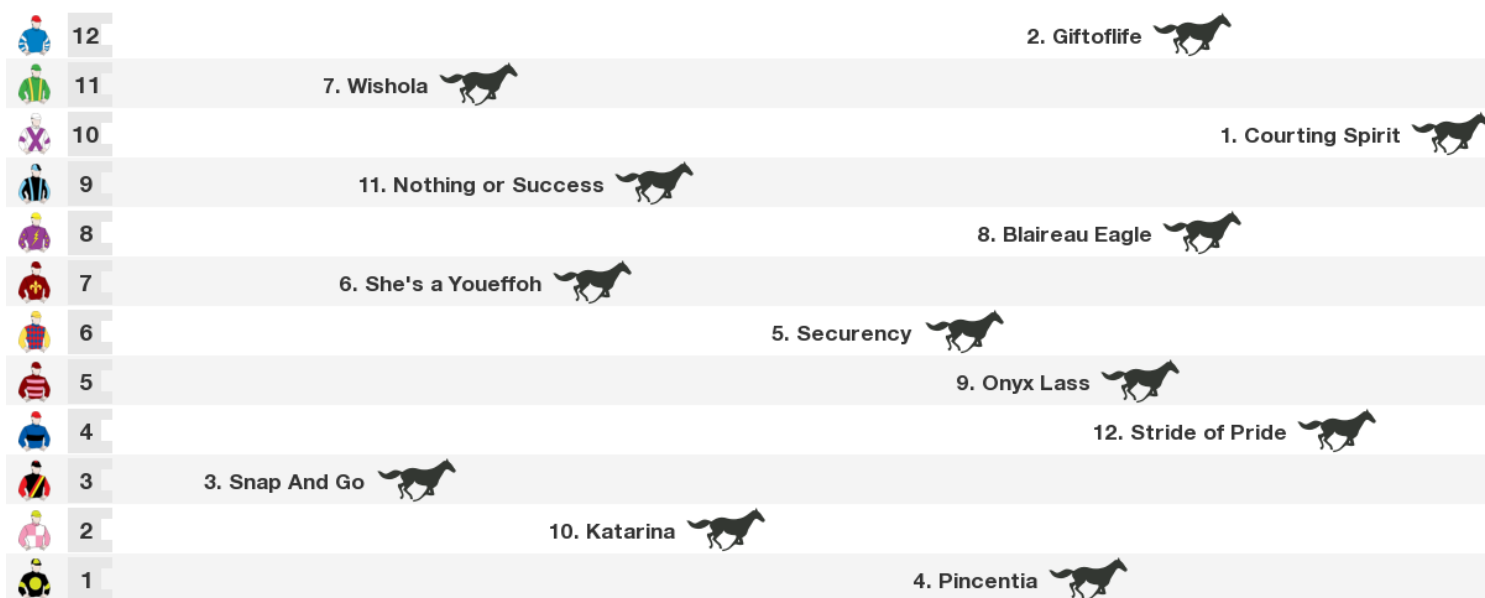 12 2. Giftoflife
11 7. Wishola
10 1. Courting Spirit
9 11. Nothing or Success
8 8. Blaireau Eagle
7 6. She's a Youeffoh
6 5. Securency
5 9. Onyx Lass
4 12. Stride of Pride
3 3. Snap And Go
2 10. Katarina
1 4. Pincentia